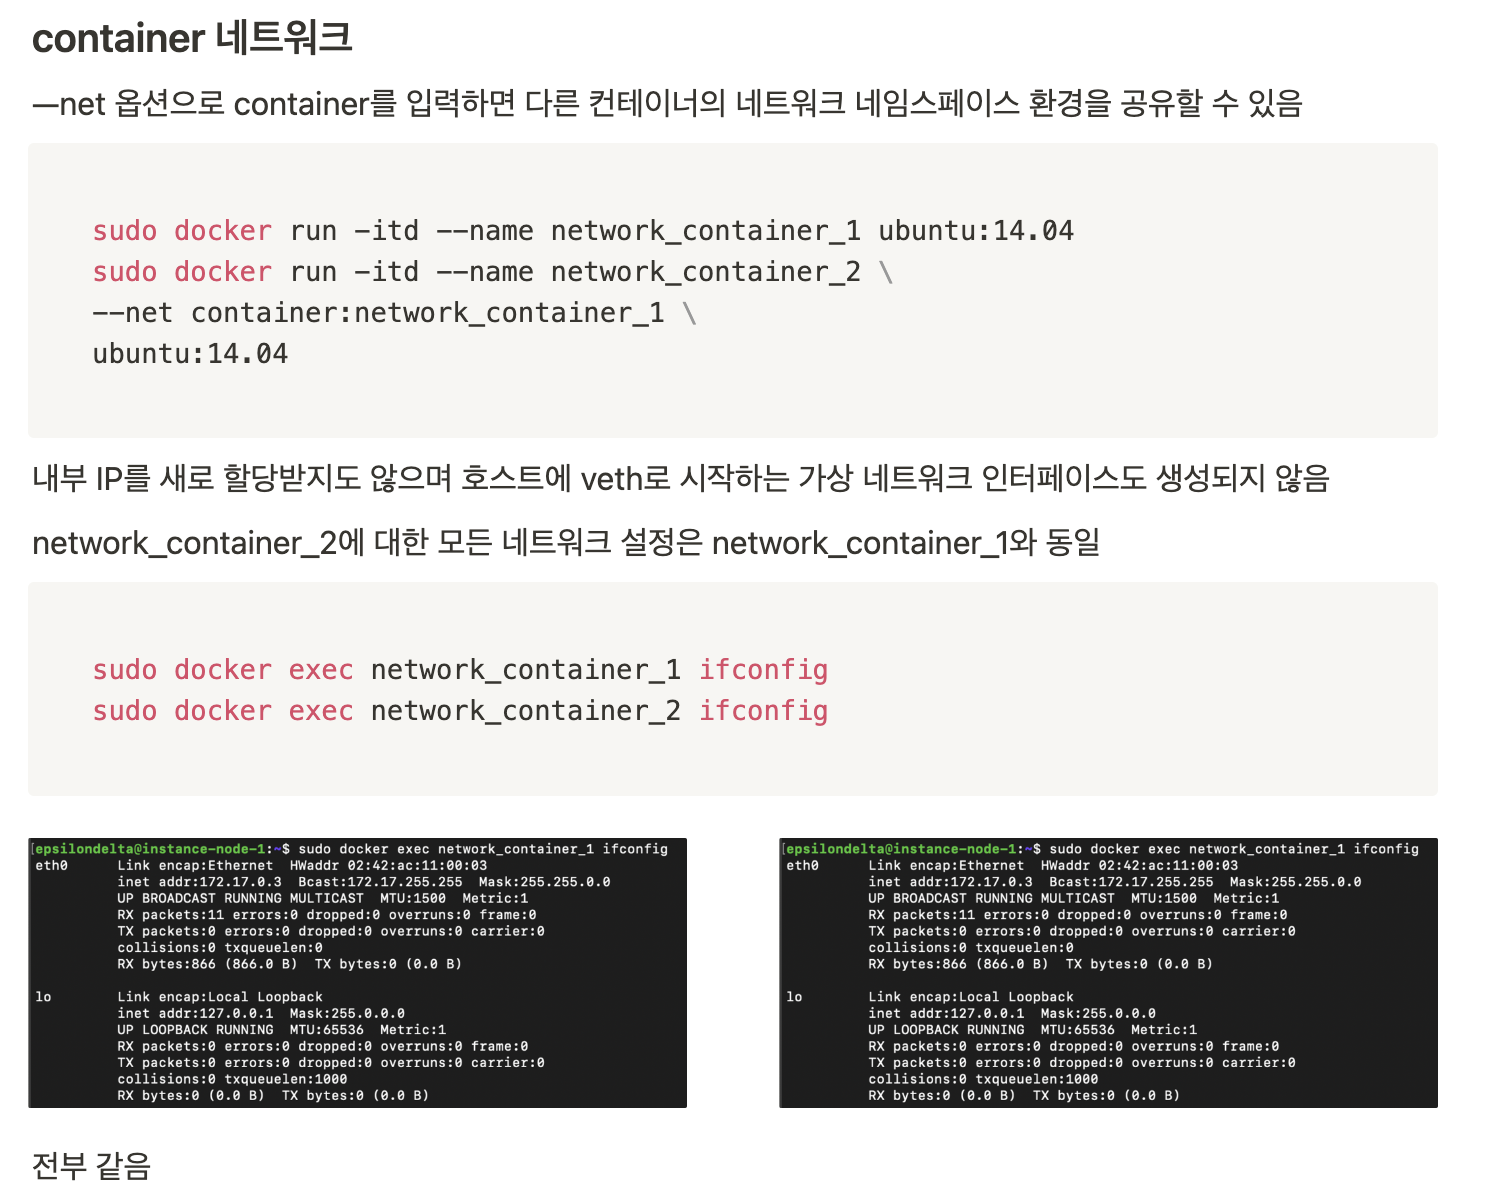 container 네트워크
—net 옵션으로 container를 입력하면 다른 컨테이너의 네트워크 네임스페이스 환경을 공유할 수 있음
sudo docker run -itd --name network_container_1 ubuntu:14.04
sudo docker run -itd --name network_container_2 \
--net container:network_container_1 \
ubuntu:14.04
내부 IP를 새로 할당받지도 않으며 호스트에 veth로 시작하는 가상 네트워크 인터페이스도 생성되지 않음
network_container_2에 대한 모든 네트워크 설정은 network_container_1와 동일
sudo docker exec network_container_1 ifconfig
sudo docker exec network_container_2 ifconfig
[epsilondelta@instance-node-1:~$ sudo docker exec network_container_1 ifconfig
eth0 Link encap:Ethernet HWaddr 02:42:ac:11:00:03
inet addr:172.17.0.3 Bcast:172.17.255.255 Mask:255.255.0.0
UP BROADCAST RUNNING MULTICAST MTU:1500 Metric:1
RX packets:11 errors:0 dropped:0 overruns:0 frame:0
TX packets:0 errors:0 dropped:0 overruns:0 carrier:0
collisions:0 txqueuelen:0
RX bytes:866 (866.0 B) TX bytes:0 (0.0 B)
lo Link encap:Local Loopback
inet addr:127.0.0.1 Mask:255.0.0.0
UP LOOPBACK RUNNING MTU:65536 Metric:1
RX packets:0 errors:0 dropped:0 overruns:0 frame:0
TX packets:0 errors:0 dropped:0 overruns:0 carrier:0
collisions:0 txqueuelen:1000
RX bytes:0 (0.0 B) TX bytes:0 (0.0 B)
[epsilondelta@instance-node-1:~$ sudo docker exec network_container_1 ifconfig
eth0 Link encap:Ethernet HWaddr 02:42:ac:11:00:03
inet addr:172.17.0.3 Bcast:172.17.255.255 Mask:255.255.0.0
UP BROADCAST RUNNING MULTICAST MTU:1500 Metric:1
RX packets:11 errors:0 dropped:0 overruns:0 frame:0
TX packets:0 errors:0 dropped:0 overruns:0 carrier:0
collisions:0 txqueuelen:0
RX bytes:866 (866.0 B) TX bytes:0 (0.0 B)
lo Link encap:Local Loopback
inet addr:127.0.0.1 Mask:255.0.0.0
UP LOOPBACK RUNNING MTU:65536 Metric:1
RX packets:0 errors:0 dropped:0 overruns:0 frame:0
TX packets:0 errors:0 dropped:0 overruns:0 carrier:0
collisions:0 txqueuelen:1000
RX bytes:0 (0.0 B) TX bytes:0 (0.0 B)
전부 같음